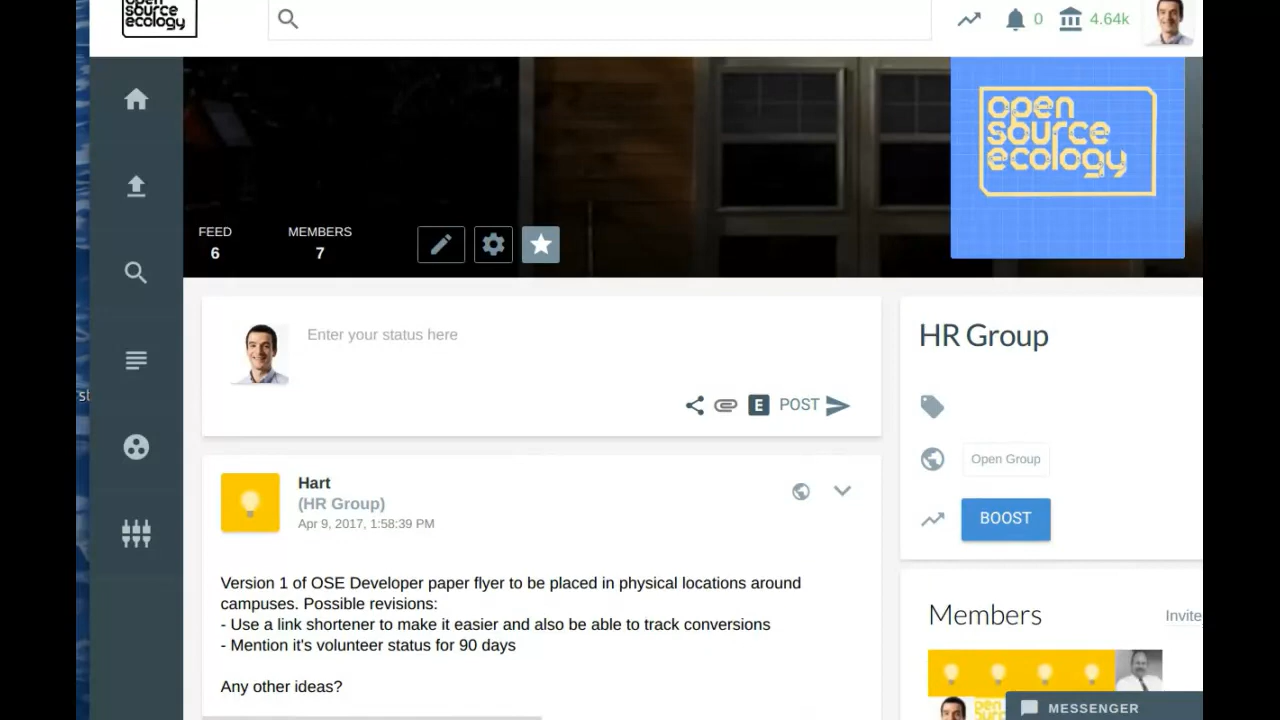 open
source
ecology
0
4.64k
open
source
ecology
FEED
6
MEMBERS
7
Enter your status here
E
POST
HR Group
Open Group
BOOST
Hart
(HR Group)
Apr 9, 2017, 1:58:39 PM
Version 1 of OSE Developer paper flyer to be placed in physical locations around
campuses. Possible revisions:
- Use a link shortener to make it easier and also be able to track conversions
- Mention it's volunteer status for 90 days
Any other ideas?
Members
Invite
MESSENGER